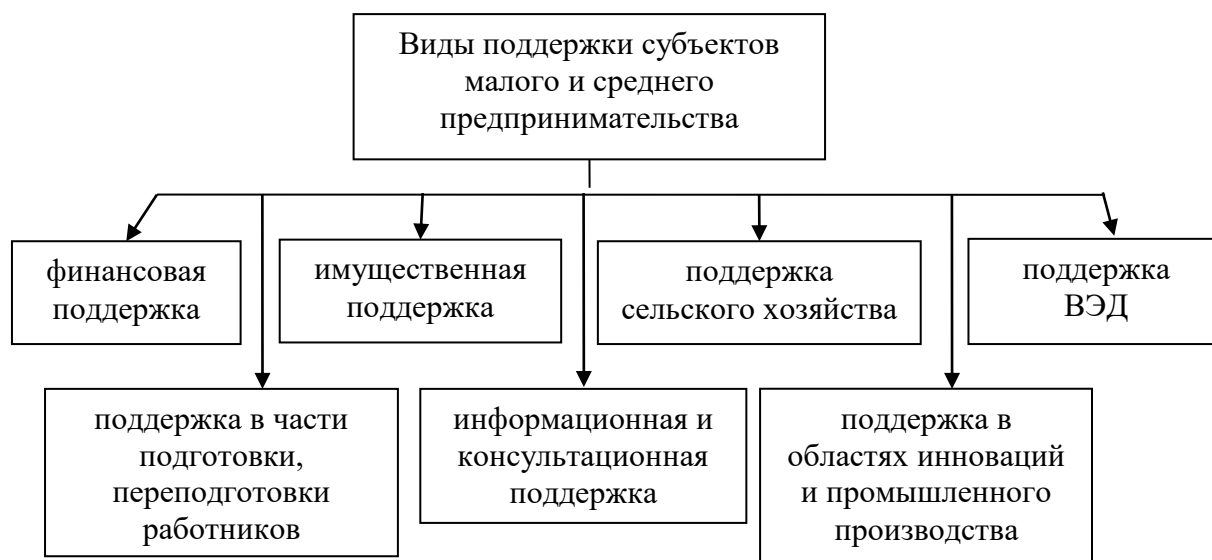 Виды поддержки субъектов
малого и среднего
предпринимательства
финансовая
поддержка
имущественная
поддержка
поддержка
сельского хозяйства
поддержка
ВЭД
поддержка в части
подготовки,
переподготовки
работников
информационная и
консультационная
поддержка
поддержка в
областях инноваций
и промышленного
производства